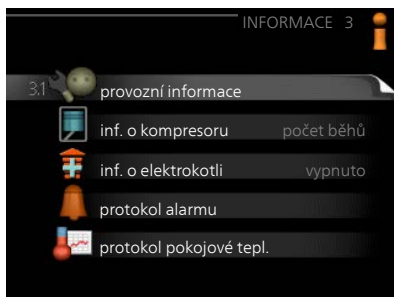 INFORMACE 3
3.1 provozní informace
inf. o kompresoru počet běhů
inf. o elektrokotli vypnuto
protokol alarmu
protokol pokojové tepl.